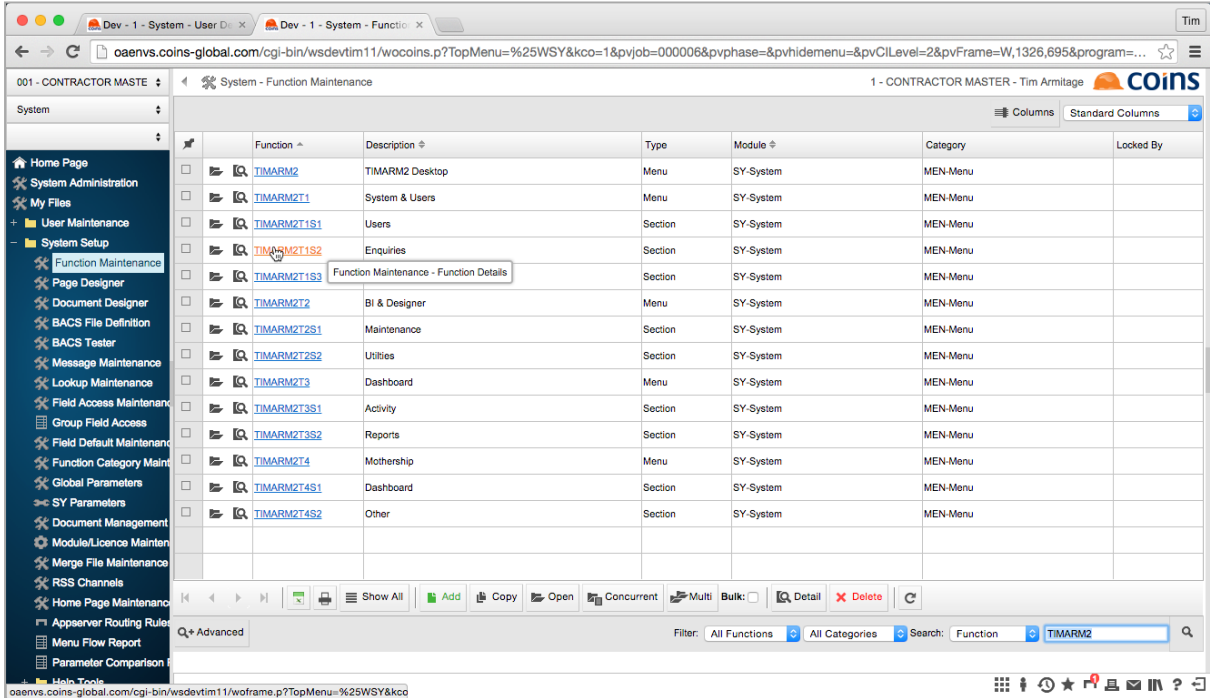 Dev - 1 - System - User De
Dev - 1 - System - Functio
Tim
oaenvs.coins-global.com/cgi-bin/wsdevtim11/wocoins.p?TopMenu=%25WSY&kco=1&pvjob=000006&pvphase=&pvhidemenu=&pvClLevel=2&pvFrame=W,1326,695&program=...
001 - CONTRACTOR MASTE
System - Function Maintenance
1 - CONTRACTOR MASTER - Tim Armitage
coins
System
Columns
Standard Columns
Function
Description
Type
Module
Category
Locked By
Home Page
System Administration
My Files
+ User Maintenance
- System Setup
Function Maintenance
Page Designer
Document Designer
BACS File Definition
BACS Tester
Message Maintenance
Lookup Maintenance
Field Access Maintenanc
Group Field Access
Field Default Maintenanc
Function Category Maint
Global Parameters
SY Parameters
Document Management
Module/Licence Mainten
Merge File Maintenance
RSS Channels
Home Page Maintenanc
Appserver Routing Rules
Menu Flow Report
Parameter Comparison R
+ Help Tools
TIMARM2 TIMARM2 Desktop Menu SY-System MEN-Menu
TIMARM2T1 System & Users Menu SY-System MEN-Menu
TIMARM2T1S1 Users Section SY-System MEN-Menu
TIMARM2T1S2 Enquiries Section SY-System MEN-Menu
TIMARM2T1S3 Section SY-System MEN-Menu
Function Maintenance - Function Details
TIMARM2T2 BI & Designer Menu SY-System MEN-Menu
TIMARM2T2S1 Maintenance Section SY-System MEN-Menu
TIMARM2T2S2 Utilties Section SY-System MEN-Menu
TIMARM2T3 Dashboard Menu SY-System MEN-Menu
TIMARM2T3S1 Activity Section SY-System MEN-Menu
TIMARM2T3S2 Reports Section SY-System MEN-Menu
TIMARM2T4 Mothership Menu SY-System MEN-Menu
TIMARM2T4S1 Dashboard Section SY-System MEN-Menu
TIMARM2T4S2 Other Section SY-System MEN-Menu
Show All Add Copy Open Concurrent Multi Bulk: Detail Delete
Advanced
Filter: All Functions All Categories Search: Function TIMARM2
oaenvs.coins-global.com/cgi-bin/wsdevtim11/woframe.p?TopMenu=%25WSY&kco
1